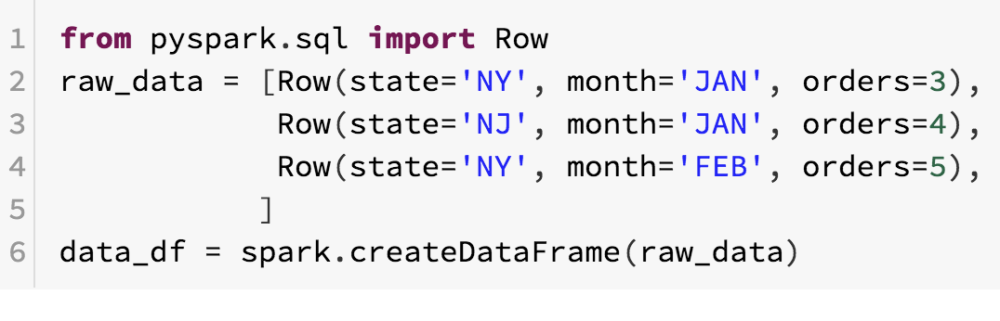 1 from pyspark.sql import Row
2 raw_data = [Row(state='NY', month='JAN', orders=3),
3             Row(state='NJ', month='JAN', orders=4),
4             Row(state='NY', month='FEB', orders=5),
5            ]
6 data_df = spark.createDataFrame(raw_data)